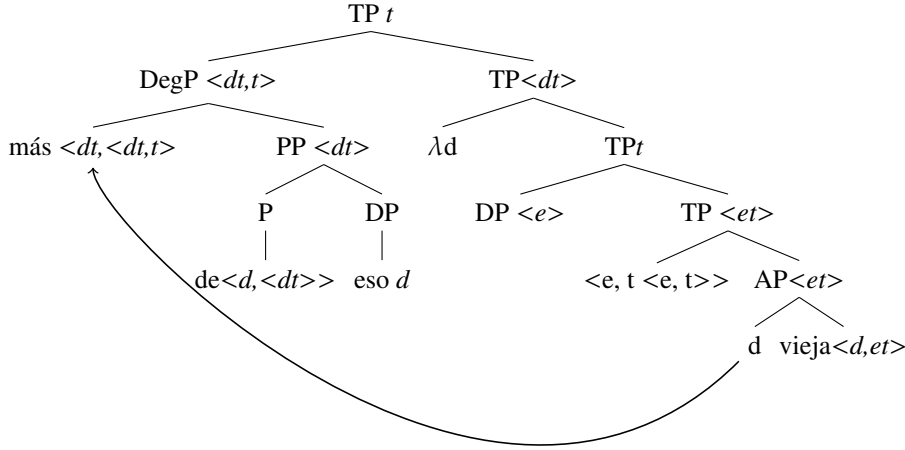 TP t
DegP <dt,t> TP<dt>
más <dt,<dt,t> PP <dt> λd TPt
P DP DP <e> TP <et>
de<d,<dt>> eso d <e, t <e, t>> AP<et>
d vieja<d,et>